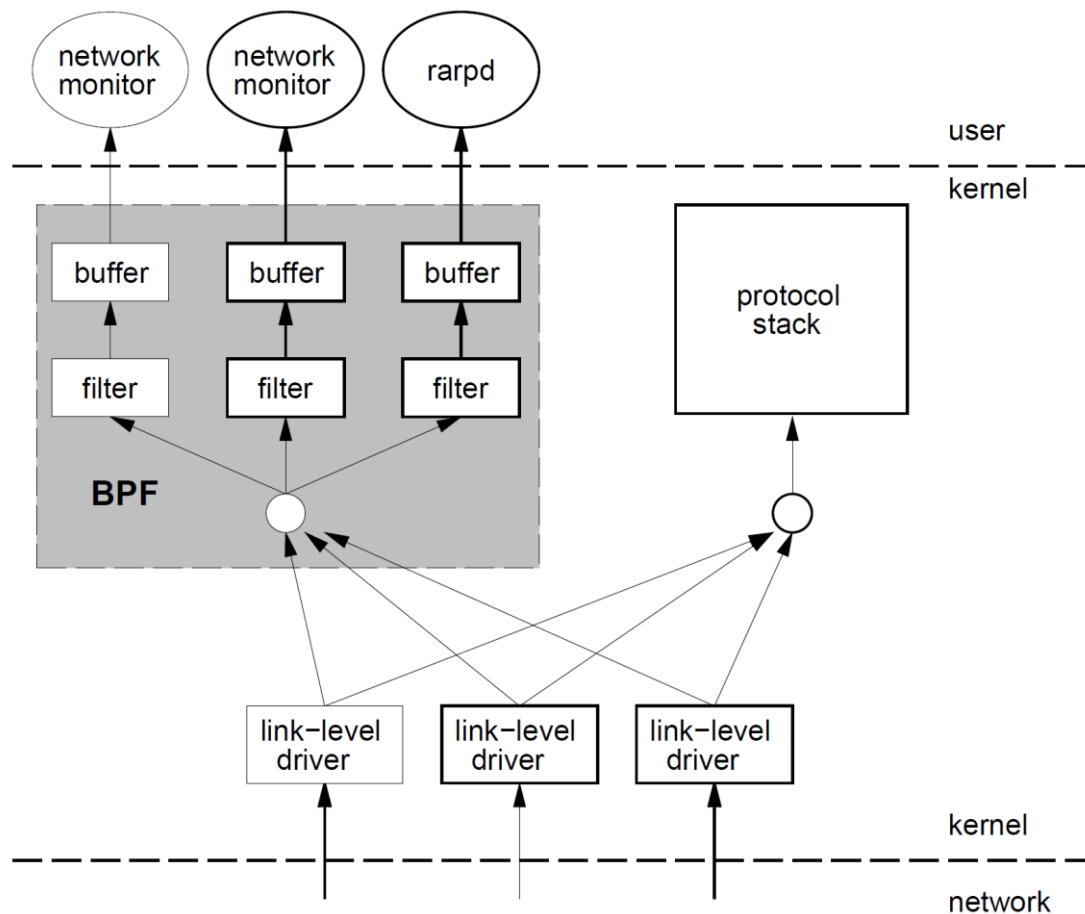 network
monitor
network
monitor
rarpd
user
kernel
buffer
buffer
buffer
protocol
stack
filter
filter
filter
BPF
link−level
driver
link−level
driver
link−level
driver
kernel
network